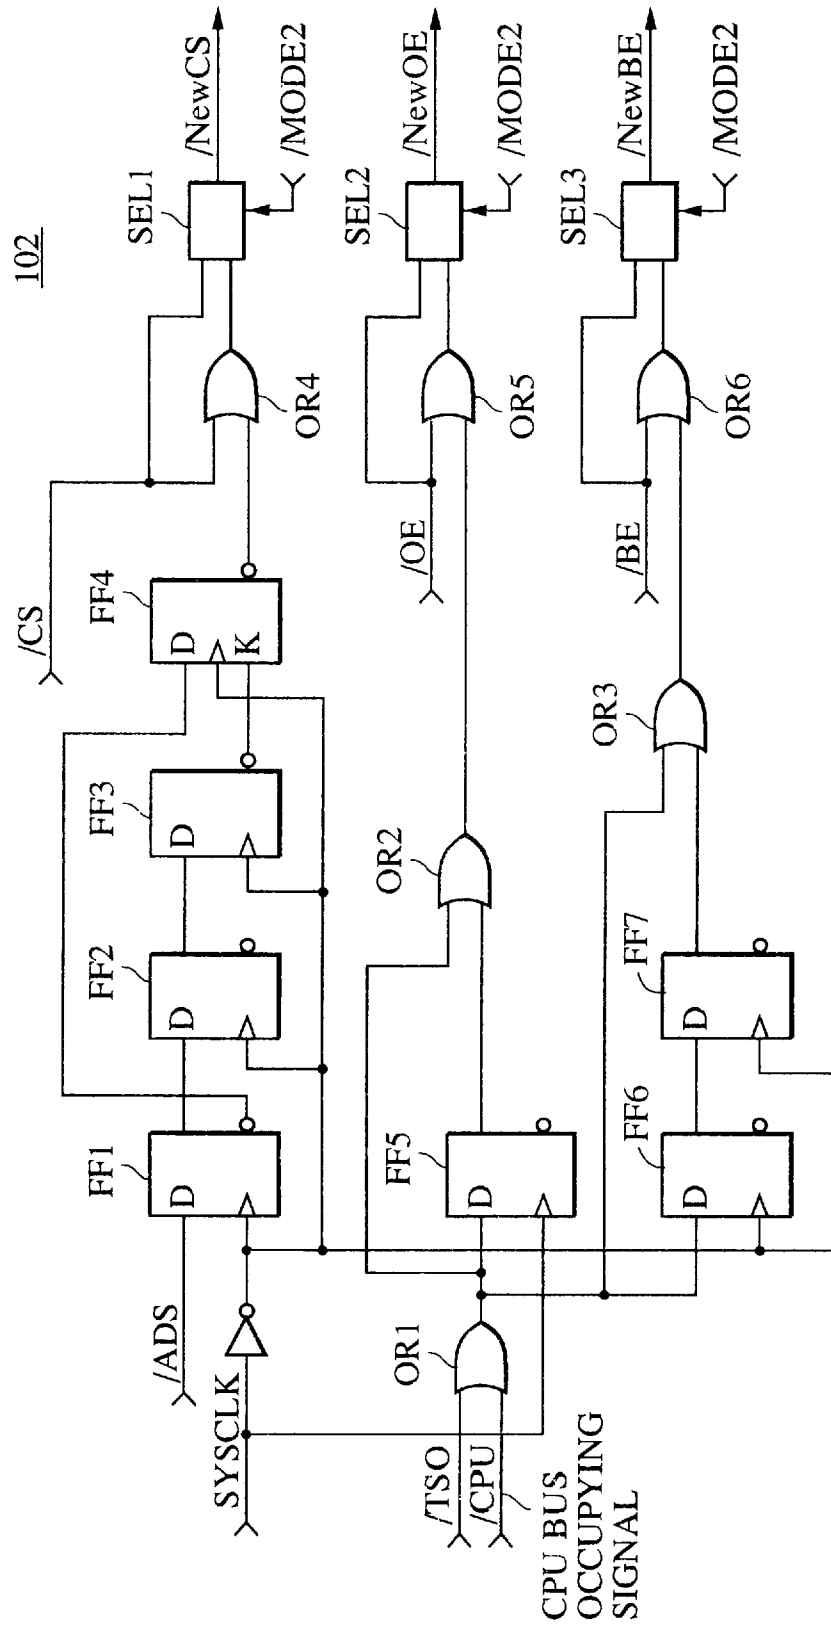 102
/CS
/NewCS
SEL1
/MODE2
OR4
FF1
D
FF2
D
FF3
D
FF4
D
K
/ADS
SYSCLK
/NewOE
SEL2
/MODE2
/OE
OR5
OR2
FF5
D
OR1
/TSO
/CPU
CPU BUS
OCCUPYING
SIGNAL
/NewBE
SEL3
/MODE2
/BE
OR6
OR3
FF6
D
FF7
D